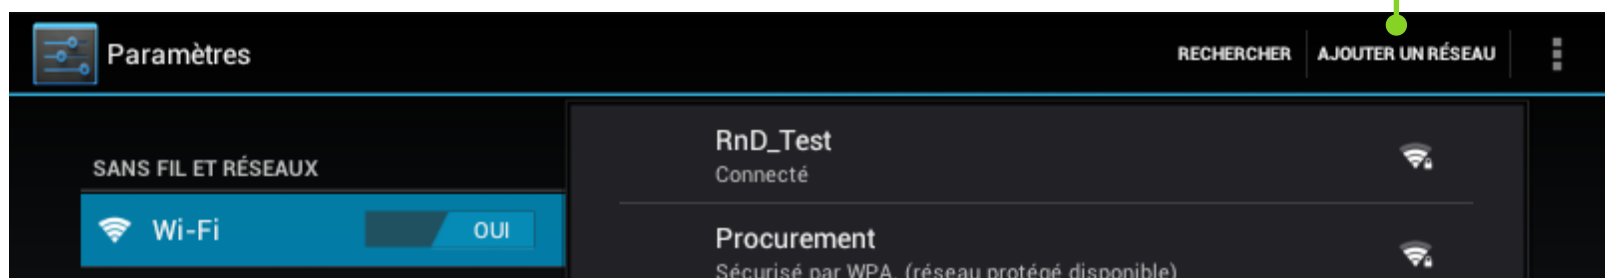 Paramètres
RECHERCHER
AJOUTER UN RÉSEAU
SANS FIL ET RÉSEAUX
Wi-Fi
OUI
RnD_Test
Connecté
Procurement
Sécurisé par WPA, (réseau protégé disponible)